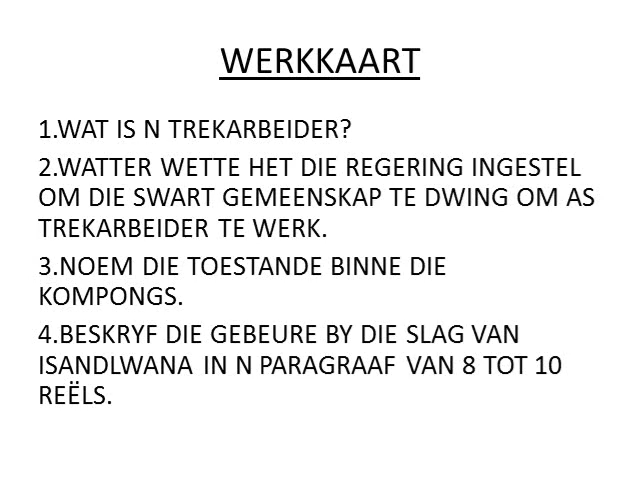 WERKKAART
1.WAT IS N TREKARBEIDER?
2.WATTER WETTE HET DIE REGERING INGESTEL
OM DIE SWART GEMEENSKAP TE DWING OM AS
TREKARBEIDER TE WERK.
3.NOEM DIE TOESTANDE BINNE DIE
KOMPONGS.
4.BESKRYF DIE GEBEURE BY DIE SLAG VAN
ISANDLWANA IN N PARAGRAAF VAN 8 TOT 10
REËLS.